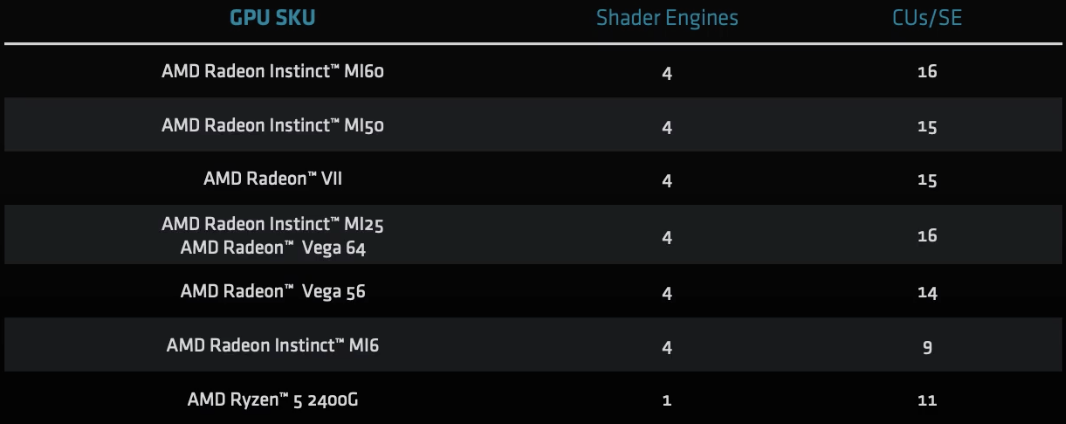 GPU SKU Shader Engines CUs/SE
AMD Radeon Instinct™ MI60 4 16
AMD Radeon Instinct™ MI50 4 15
AMD Radeon™ VII 4 15
AMD Radeon Instinct™ MI25
AMD Radeon™ Vega 64 4 16
AMD Radeon™ Vega 56 4 14
AMD Radeon Instinct™ MI6 4 9
AMD Ryzen™ 5 2400G 1 11